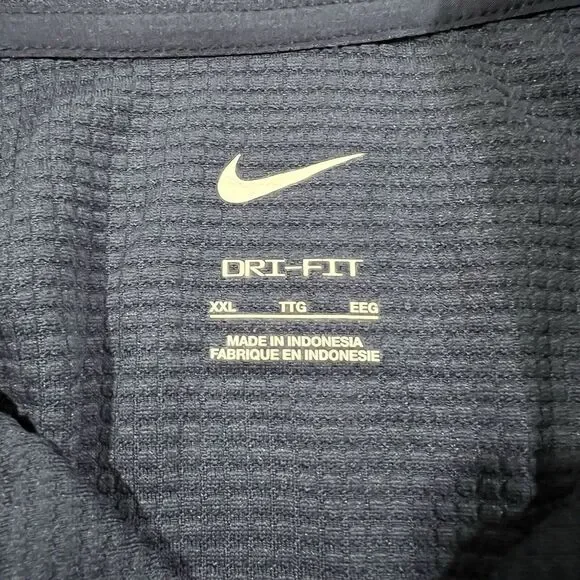 DRI-FIT
XXL TTG EEG
MADE IN INDONESIA
FABRIQUE EN INDONESIE